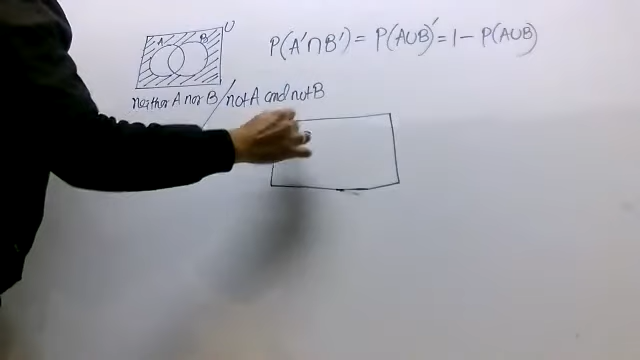 U
A B
P(A'∩B') = P(A∪B)' = 1 - P(A∪B)
neither A nor B / not A and not B